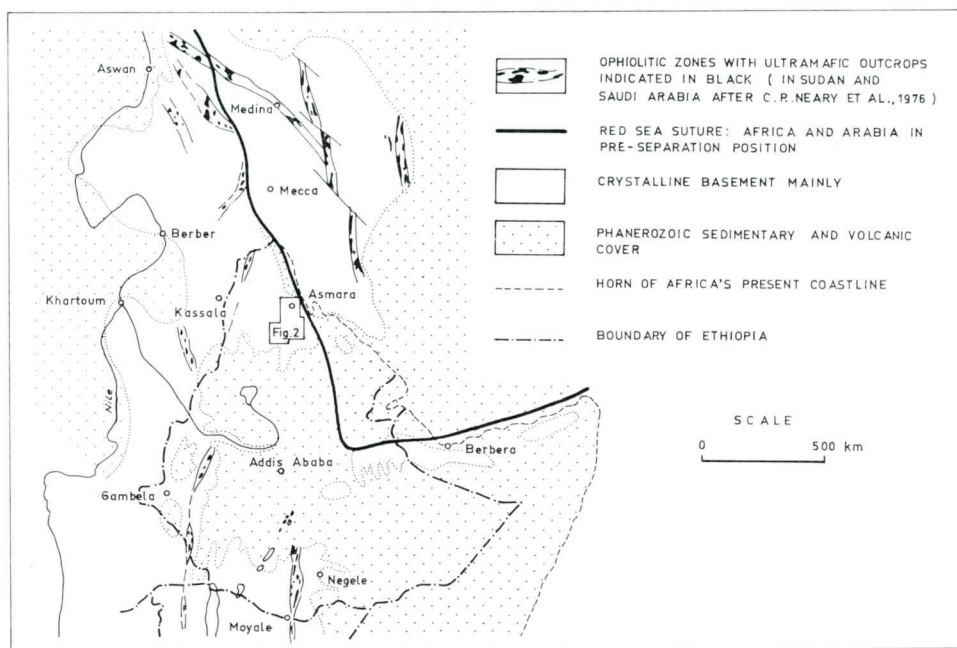 Aswan
Medina
Mecca
Berber
Khartoum
Kassala
Asmara
Fig.2
Nile
Addis Ababa
Berbera
Gambela
Negele
Moyale
OPHIOLITIC ZONES WITH ULTRAMAFIC OUTCROPS
INDICATED IN BLACK ( IN SUDAN AND
SAUDI ARABIA AFTER C.R.NEARY ET AL.,1976 )
RED SEA SUTURE: AFRICA AND ARABIA IN
PRE-SEPARATION POSITION
CRYSTALLINE BASEMENT MAINLY
PHANEROZOIC SEDIMENTARY AND VOLCANIC
COVER
HORN OF AFRICA'S PRESENT COASTLINE
BOUNDARY OF ETHIOPIA
SCALE
0 500 km